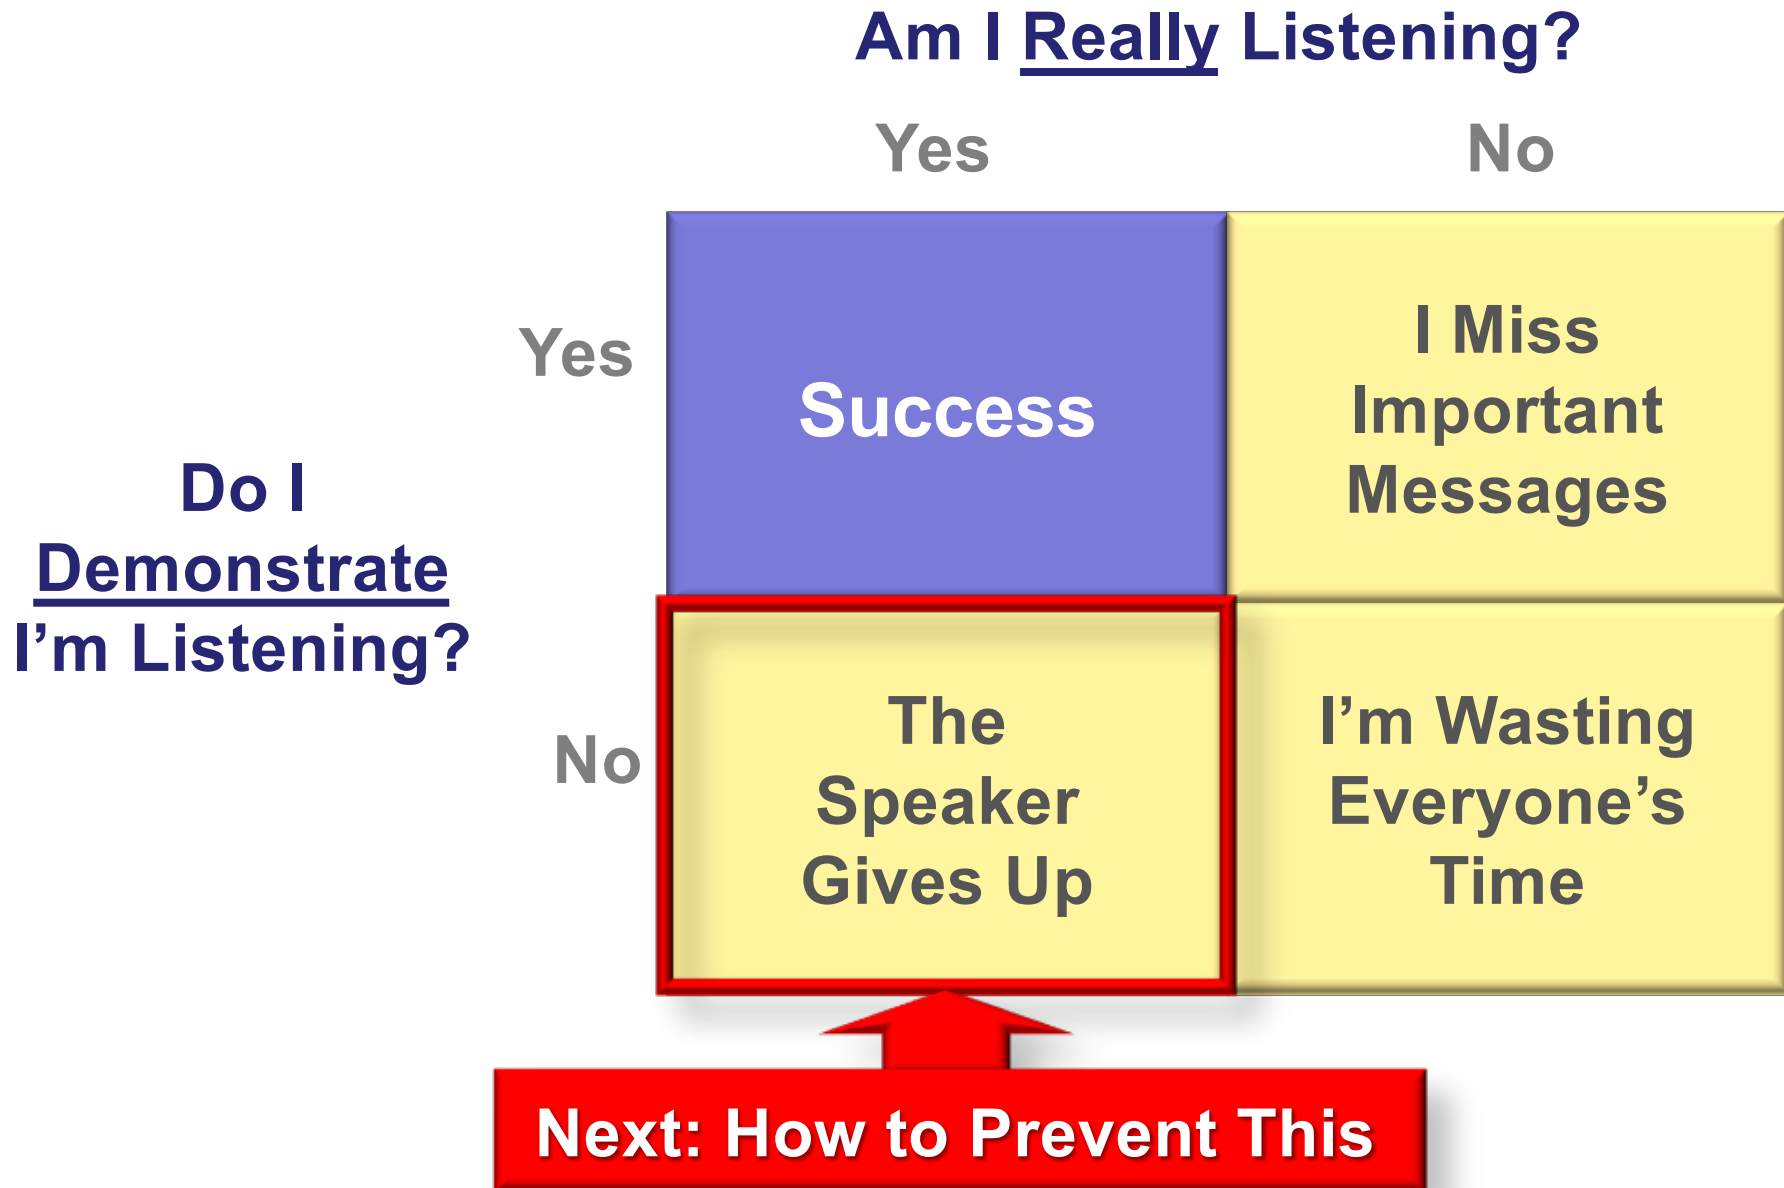 Am I Really Listening?
Yes
No
Do I
Demonstrate
I’m Listening?
Yes
Success
I Miss
Important
Messages
No
The
Speaker
Gives Up
I’m Wasting
Everyone’s
Time
Next: How to Prevent This